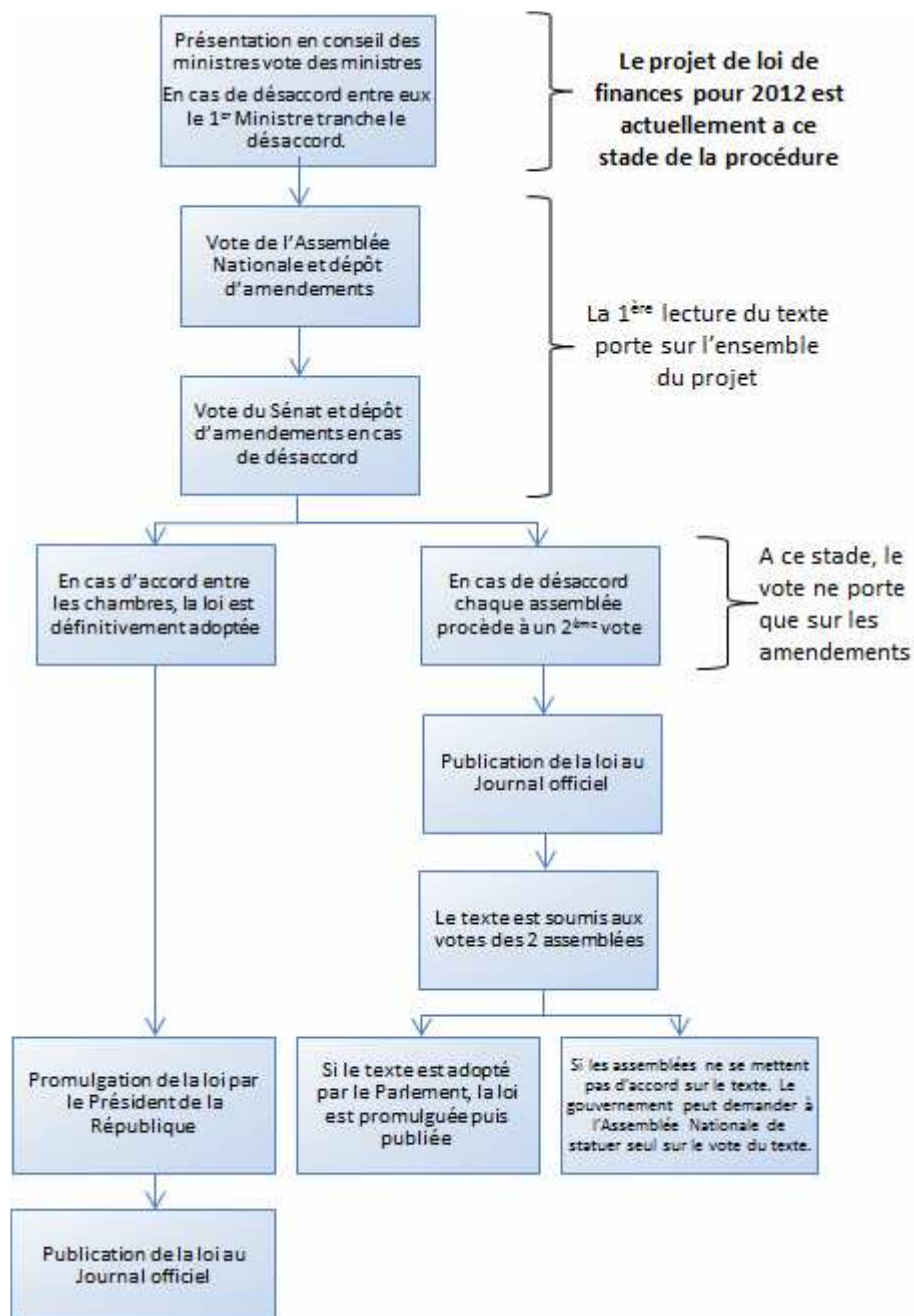 Présentation en conseil des
ministres vote des ministres
En cas de désaccord entre eux
le 1er Ministre tranche le
désaccord.
Le projet de loi de
finances pour 2012 est
actuellement a ce
stade de la procédure
Vote de l'Assemblée
Nationale et dépôt
d'amendements
La 1ère lecture du texte
porte sur l'ensemble
du projet
Vote du Sénat et dépôt
d'amendements en cas
de désaccord
En cas d'accord entre
les chambres, la loi est
définitivement adoptée
En cas de désaccord
chaque assemblée
procède à un 2ème vote
A ce stade, le
vote ne porte
que sur les
amendements
Publication de la loi au
Journal officiel
Le texte est soumis aux
votes des 2 assemblées
Promulgation de la loi par
le Président de la
République
Si le texte est adopté
par le Parlement, la loi
est promulguée puis
publiée
Si les assemblées ne se mettent
pas d'accord sur le texte. Le
gouvernement peut demander à
l'Assemblée Nationale de
statuer seul sur le vote du texte.
Publication de la loi au
Journal officiel